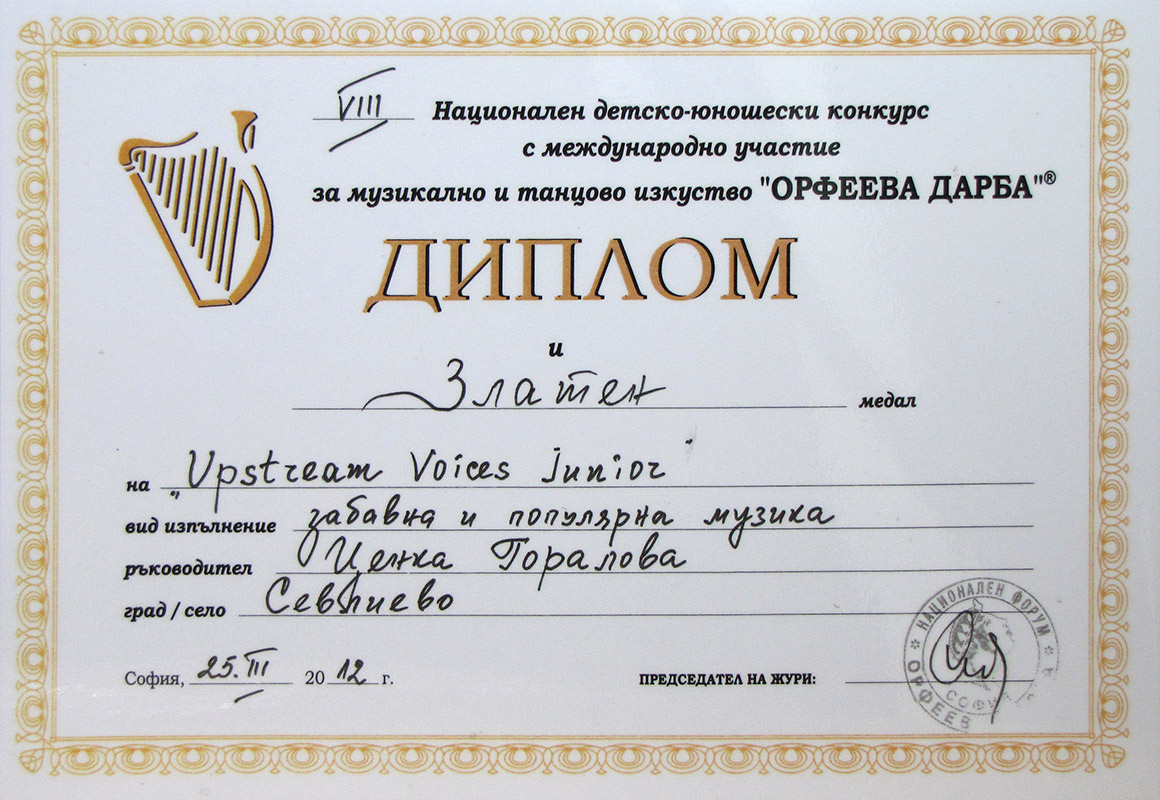 VIII Национален детско-юношески конкурс
с международно участие
за музикално и танцово изкуство "ОРФЕЕВА ДАРБА"®
ДИПЛОМ
и
Златен медал
на „Upstream Voices Junior"
вид изпълнение забавна и популярна музика
ръководител Ценка Горалова
град / село Севлиево
София, 25.III 2012 г. ПРЕДСЕДАТЕЛ НА ЖУРИ:
* НАЦИОНАЛЕН ФОРУМ *
ОРФЕЕВ
СОФИ